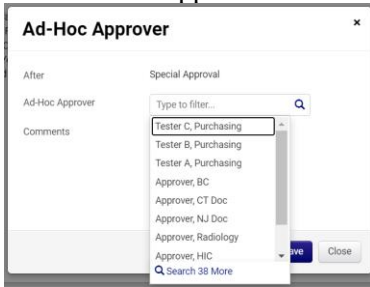 Ad-Hoc Approver ×
After Special Approval
Ad-Hoc Approver Type to filter...
Comments
Tester C, Purchasing
Tester B, Purchasing
Tester A, Purchasing
Approver, BC
Approver, CT Doc
Approver, NJ Doc
Approver, Radiology
Approver, HIC
Search 38 More
Close